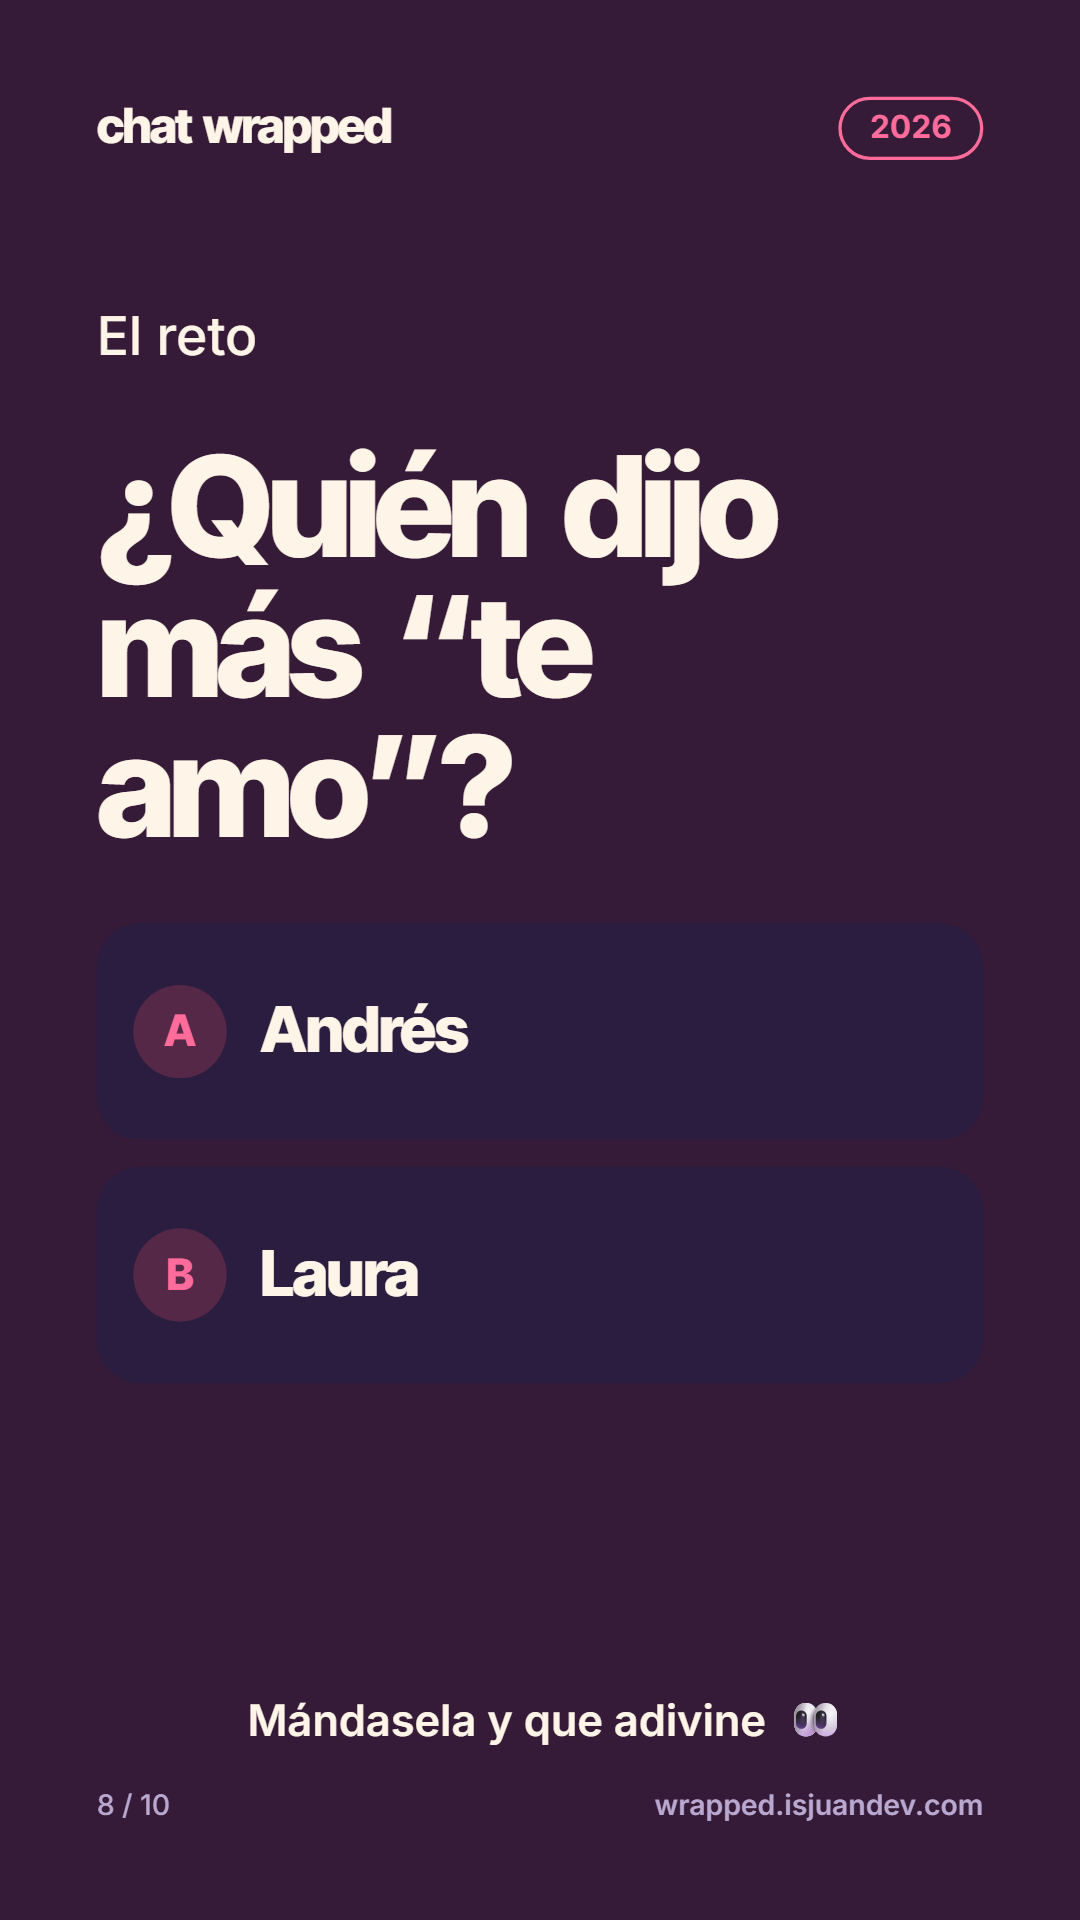 chat wrapped
2026
El reto
¿Quién dijo
más “te
amo”?
A Andrés
B Laura
Mándasela y que adivine 👀
8 / 10
wrapped.isjuandev.com